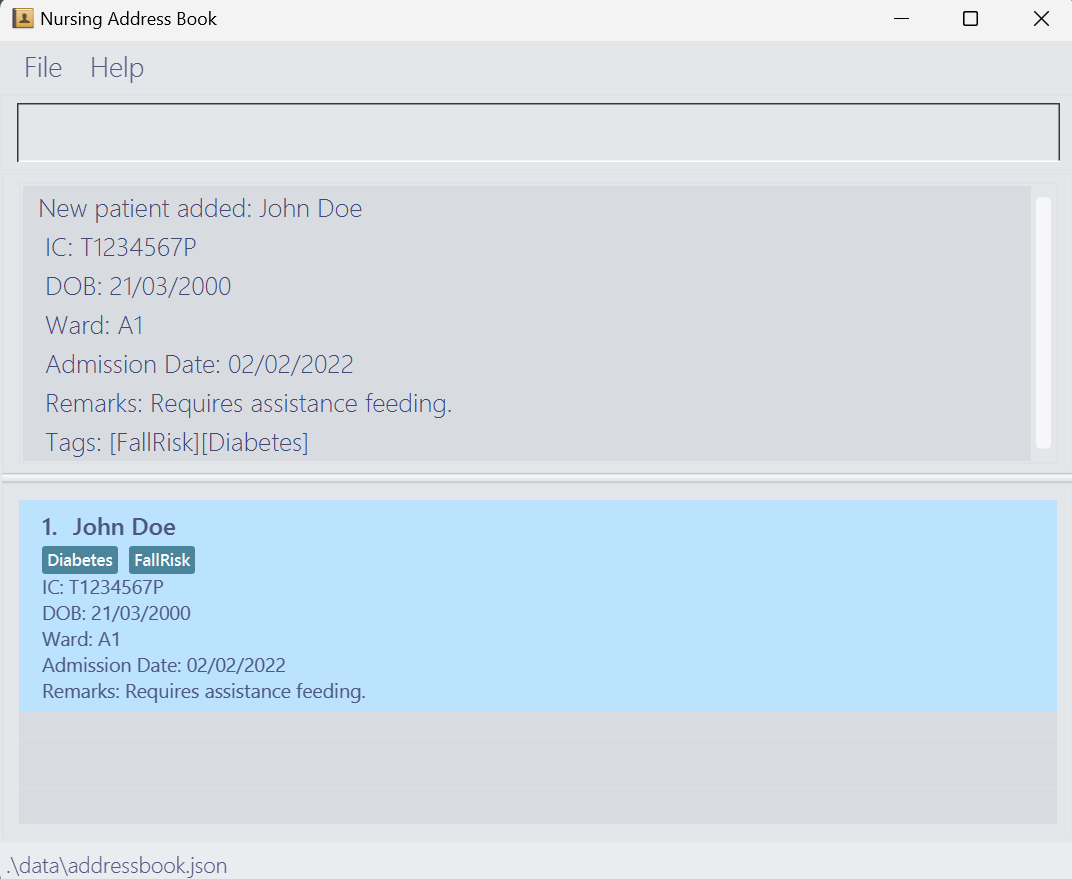 Nursing Address Book
File Help
New patient added: John Doe
IC: T1234567P
DOB: 21/03/2000
Ward: A1
Admission Date: 02/02/2022
Remarks: Requires assistance feeding.
Tags: [FallRisk][Diabetes]
1. John Doe
Diabetes FallRisk
IC: T1234567P
DOB: 21/03/2000
Ward: A1
Admission Date: 02/02/2022
Remarks: Requires assistance feeding.
.\data\addressbook.json